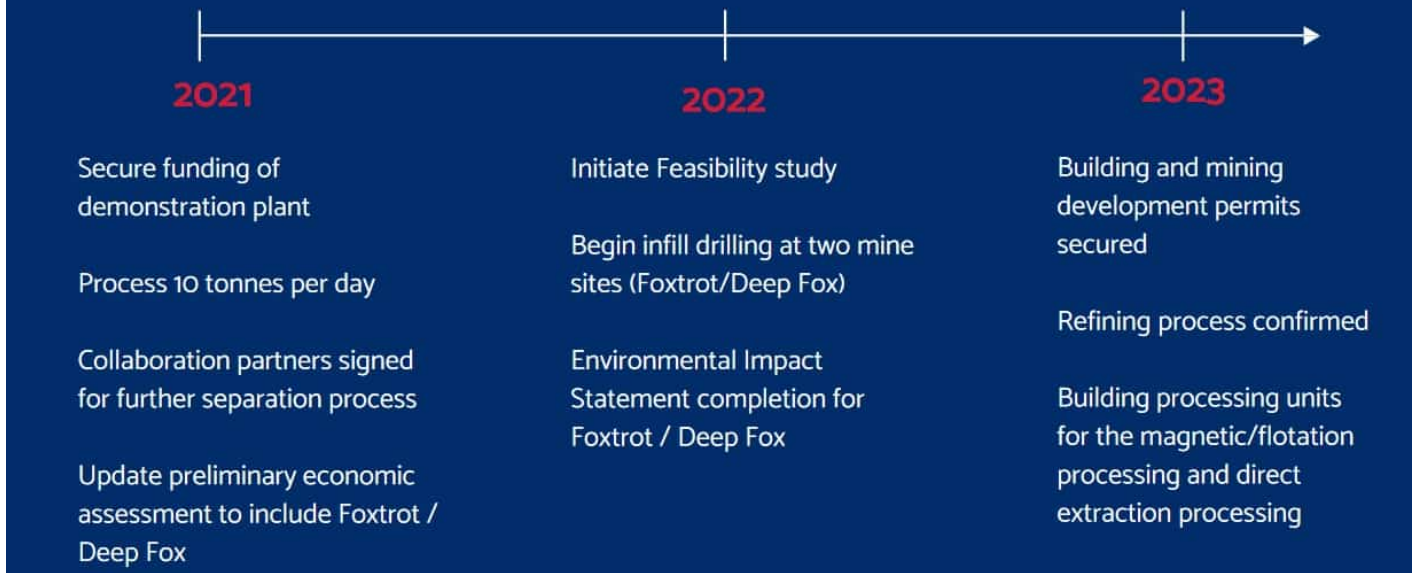 2021
Secure funding of
demonstration plant
Process 10 tonnes per day
Collaboration partners signed
for further separation process
Update preliminary economic
assessment to include Foxtrot /
Deep Fox
2022
Initiate Feasibility study
Begin infill drilling at two mine
sites (Foxtrot/Deep Fox)
Environmental Impact
Statement completion for
Foxtrot / Deep Fox
2023
Building and mining
development permits
secured
Refining process confirmed
Building processing units
for the magnetic/flotation
processing and direct
extraction processing